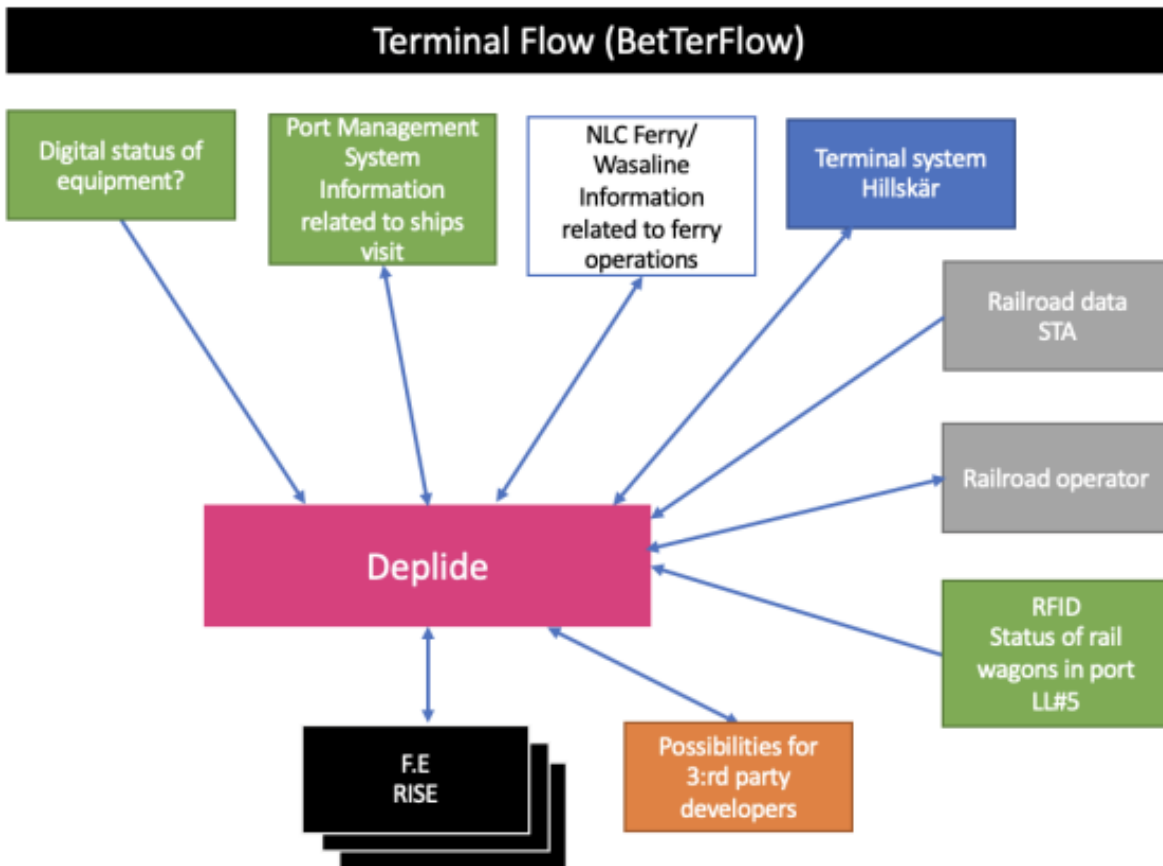 Terminal Flow (BetTerFlow)
Digital status of
equipment?
Port Management
System
Information
related to ships
visit
NLC Ferry/
Wasaline
Information
related to ferry
operations
Terminal system
Hillskär
Railroad data
STA
Railroad operator
RFID
Status of rail
wagons in port
LL#5
Deplide
F.E
RISE
Possibilities for
3:rd party
developers